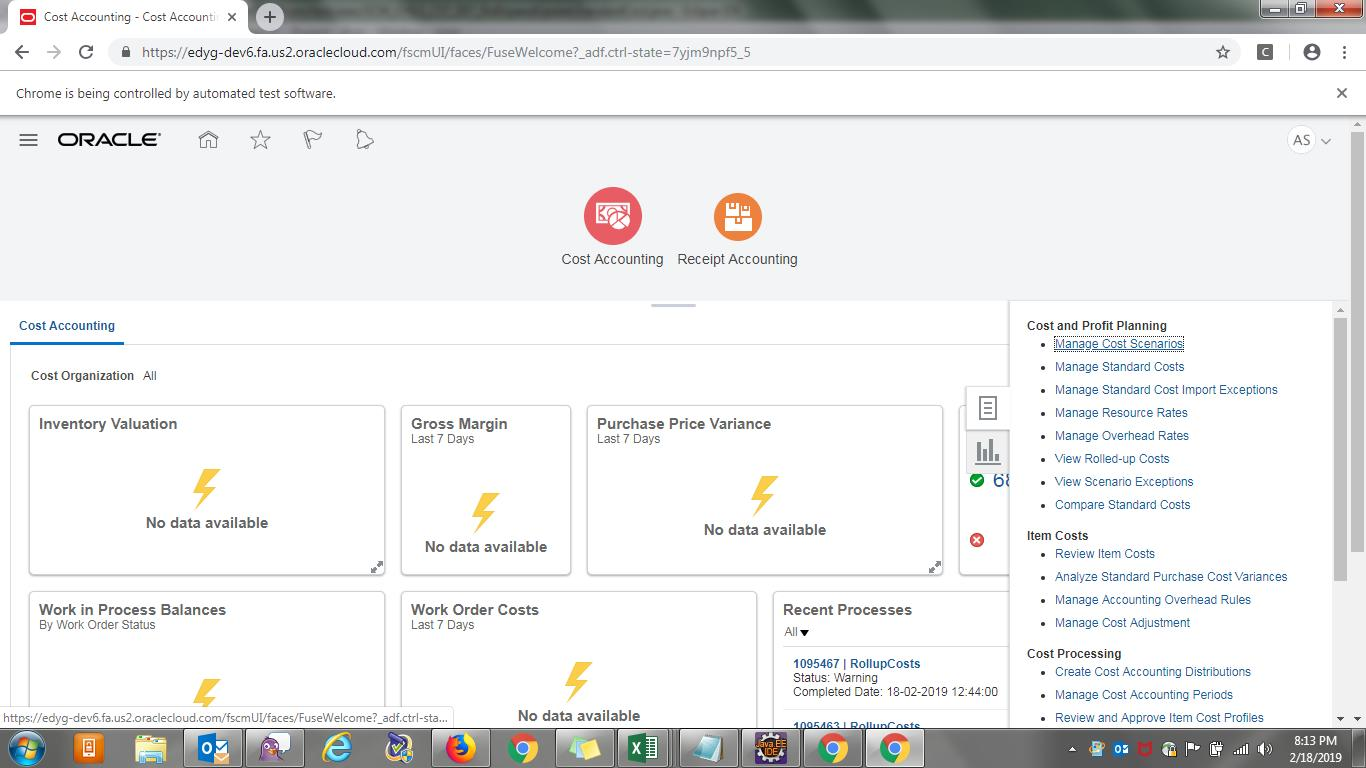 Cost Accounting - Cost Accountin
https://edyg-dev6.fa.us2.oraclecloud.com/fscmUI/faces/FuseWelcome?_adf.ctrl-state=7yjm9npf5_5
C
Chrome is being controlled by automated test software.
ORACLE
AS
Cost Accounting
Receipt Accounting
Cost Accounting
Cost Organization All
Inventory Valuation
No data available
Gross Margin
Last 7 Days
No data available
Purchase Price Variance
Last 7 Days
No data available
68
Work in Process Balances
By Work Order Status
Work Order Costs
Last 7 Days
No data available
Recent Processes
All
1095467 | RollupCosts
Status: Warning
Completed Date: 18-02-2019 12:44:00
1095463 | RollupCosts
Cost and Profit Planning
Manage Cost Scenarios
Manage Standard Costs
Manage Standard Cost Import Exceptions
Manage Resource Rates
Manage Overhead Rates
View Rolled-up Costs
View Scenario Exceptions
Compare Standard Costs
Item Costs
Review Item Costs
Analyze Standard Purchase Cost Variances
Manage Accounting Overhead Rules
Manage Cost Adjustment
Cost Processing
Create Cost Accounting Distributions
Manage Cost Accounting Periods
Review and Approve Item Cost Profiles
https://edyg-dev6.fa.us2.oraclecloud.com/fscmUI/faces/FuseWelcome?_adf.ctrl-sta...
Java EE
IDE
8:13 PM
2/18/2019